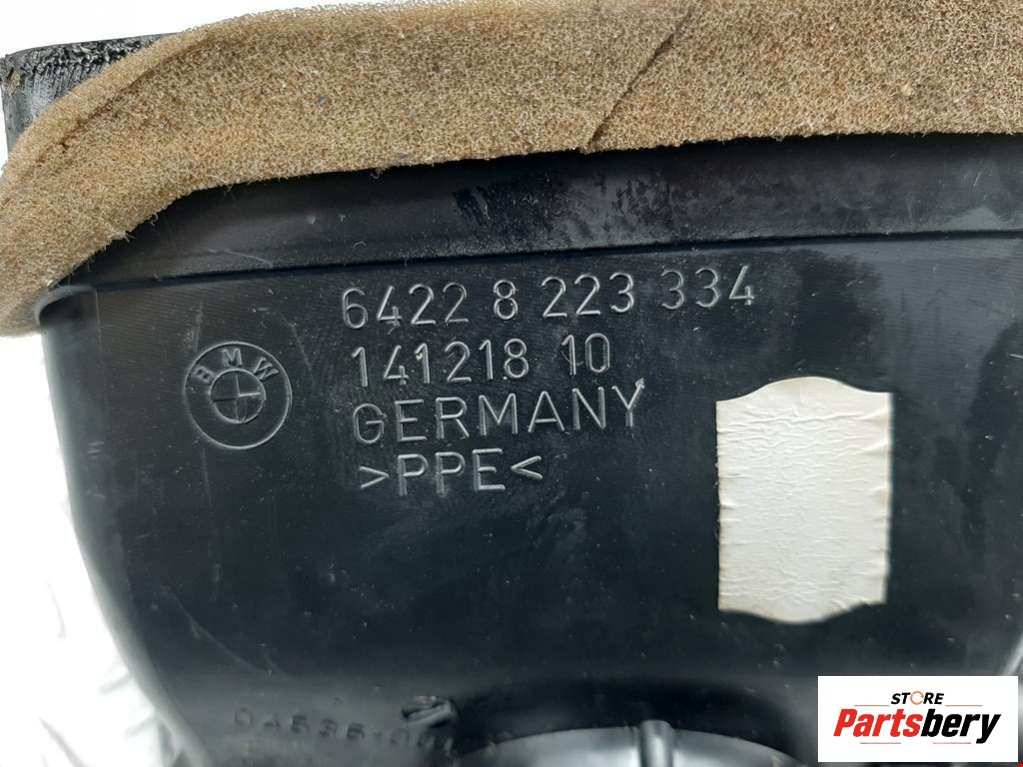 6422 8 223 334
BMW
141218 10
GERMANY
>PPE<
STORE
Partsbery